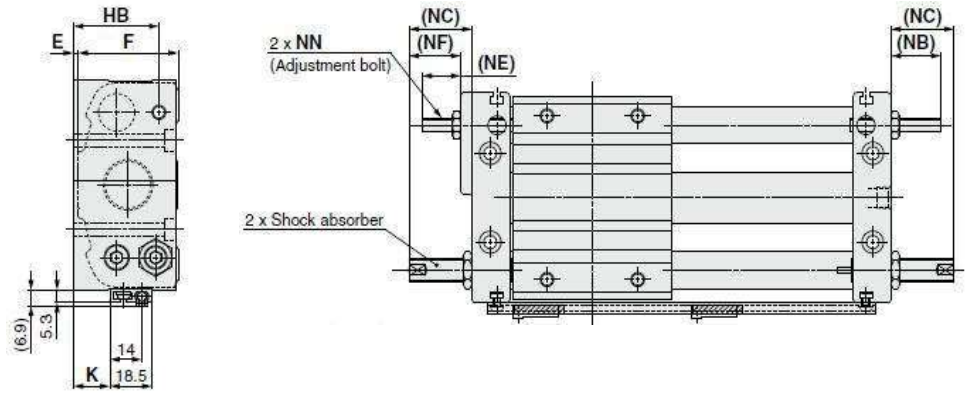 HB
E
F
(NC)
(NC)
(NF)
(NB)
2 x NN
(Adjustment bolt)
(NE)
2 x Shock absorber
(6.9)
5.3
14
K
18.5